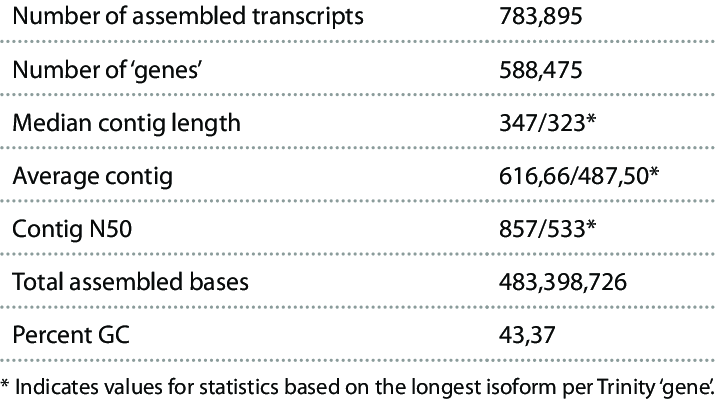 Number of assembled transcripts 783,895
Number of ‘genes’ 588,475
Median contig length 347/323*
Average contig 616,66/487,50*
Contig N50 857/533*
Total assembled bases 483,398,726
Percent GC 43,37
* Indicates values for statistics based on the longest isoform per Trinity ‘gene’.